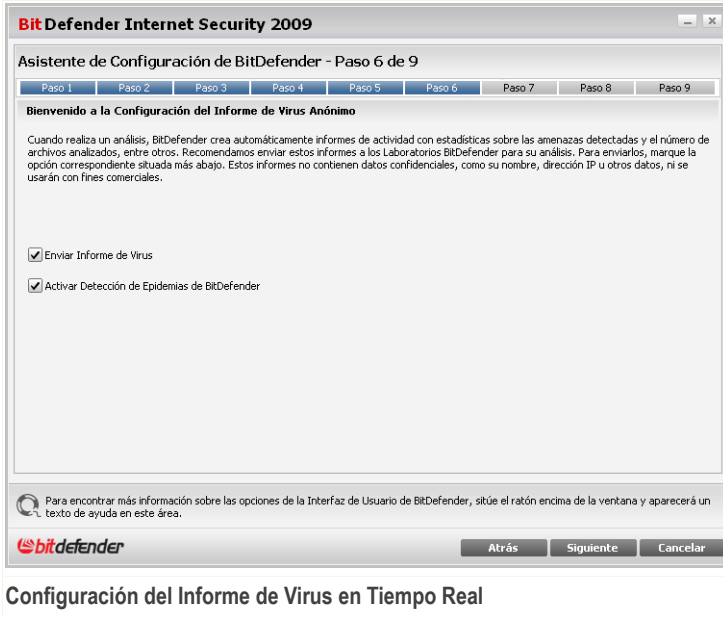 BitDefender Internet Security 2009
Asistente de Configuración de BitDefender - Paso 6 de 9
Paso 1 Paso 2 Paso 3 Paso 4 Paso 5 Paso 6 Paso 7 Paso 8 Paso 9
Bienvenido a la Configuración del Informe de Virus Anónimo
Cuando realiza un análisis, BitDefender crea automáticamente informes de actividad con estadísticas sobre las amenazas detectadas y el número de
archivos analizados, entre otros. Recomendamos enviar estos informes a los Laboratorios BitDefender para su análisis. Para enviarlos, marque la
opción correspondiente situada más abajo. Estos informes no contienen datos confidenciales, como su nombre, dirección IP u otros datos, ni se
usarán con fines comerciales.
Enviar Informe de Virus
Activar Detección de Epidemias de BitDefender
Para encontrar más información sobre las opciones de la Interfaz de Usuario de BitDefender, sitúe el ratón encima de la ventana y aparecerá un
texto de ayuda en este área.
bitdefender
Atrás Siguiente Cancelar
Configuración del Informe de Virus en Tiempo Real